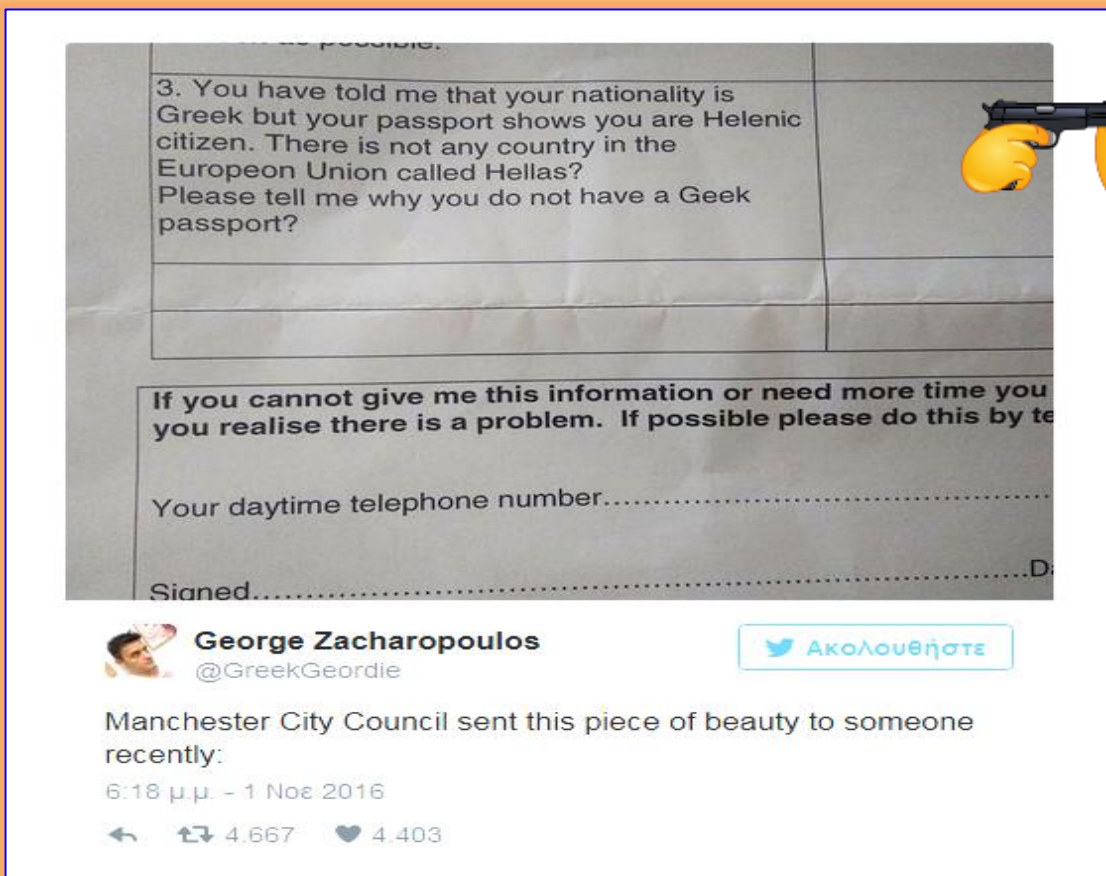 3. You have told me that your nationality is
Greek but your passport shows you are Helenic
citizen. There is not any country in the
Europeon Union called Hellas?
Please tell me why you do not have a Geek
passport?
If you cannot give me this information or need more time you
you realise there is a problem. If possible please do this by te
Your daytime telephone number
Signed
George Zacharopoulos
Ακολουθήστε
@GreekGeordie
Manchester City Council sent this piece of beauty to someone
recently:
6:18 μ.μ. - 1 Νοε 2016
4.667 4.403